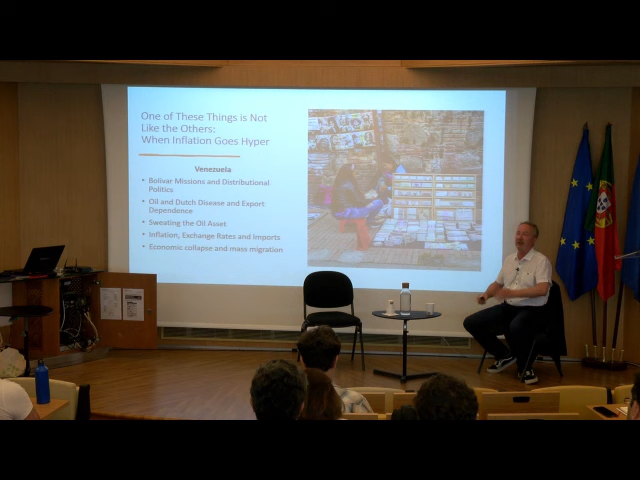 One of These Things is Not
Like the Others:
When Inflation Goes Hyper
Venezuela
• Bolivar Missions and Distributional
Politics
• Oil and Dutch Disease and Export
Dependence
• Sweating the Oil Asset
• Inflation, Exchange Rates and Imports
• Economic collapse and mass migration